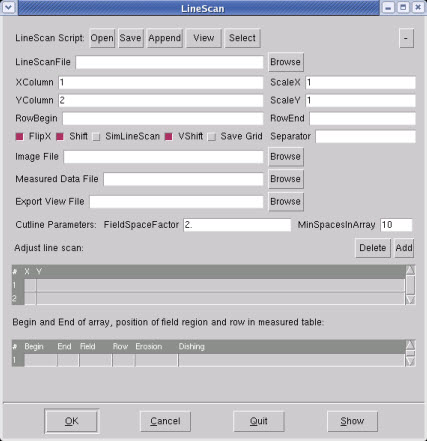 LineScan
LineScan Script: Open Save Append View Select -
LineScanFile Browse
XColumn 1 ScaleX 1
YColumn 2 ScaleY 1
RowBegin RowEnd
FlipX Shift SimLineScan VShift Save Grid Separator
Image File Browse
Measured Data File Browse
Export View File Browse
Cutline Parameters: FieldSpaceFactor 2. MinSpacesInArray 10
Adjust line scan: Delete Add
# X Y
1
2
Begin and End of array, position of field region and row in measured table:
# Begin End Field Row Erosion Dishing
1
OK Cancel Quit Show